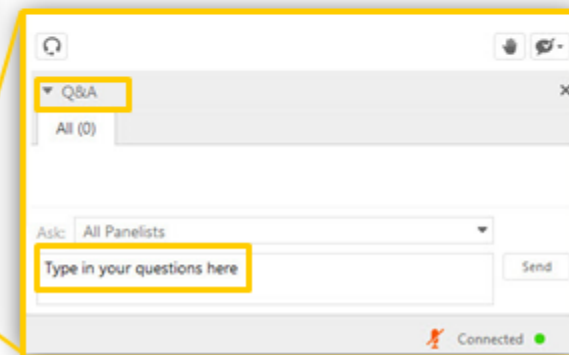 Q&A
All (0)
Ask: All Panelists
Type in your questions here
Send
Connected